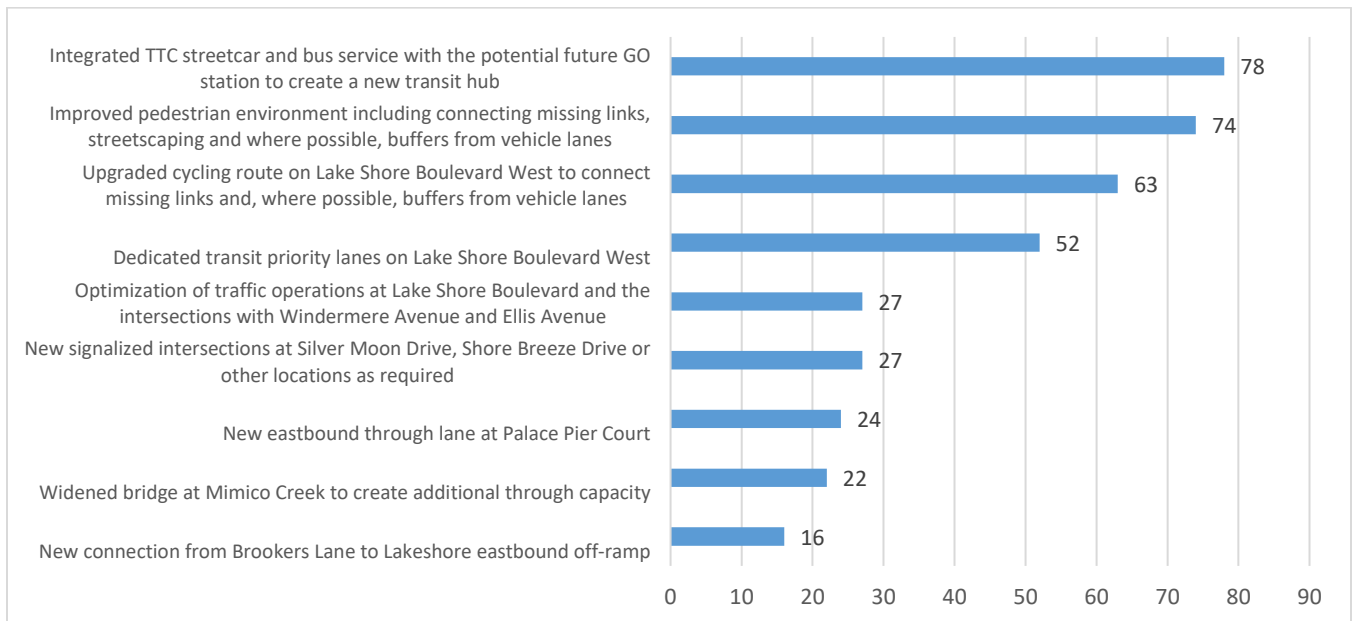 Integrated TTC streetcar and bus service with the potential future GO
station to create a new transit hub
78
Improved pedestrian environment including connecting missing links,
streetscaping and where possible, buffers from vehicle lanes
74
Upgraded cycling route on Lake Shore Boulevard West to connect
missing links and, where possible, buffers from vehicle lanes
63
Dedicated transit priority lanes on Lake Shore Boulevard West
52
Optimization of traffic operations at Lake Shore Boulevard and the
intersections with Windermere Avenue and Ellis Avenue
27
New signalized intersections at Silver Moon Drive, Shore Breeze Drive or
other locations as required
27
New eastbound through lane at Palace Pier Court
24
Widened bridge at Mimico Creek to create additional through capacity
22
New connection from Brookers Lane to Lakeshore eastbound off-ramp
16
0 10 20 30 40 50 60 70 80 90